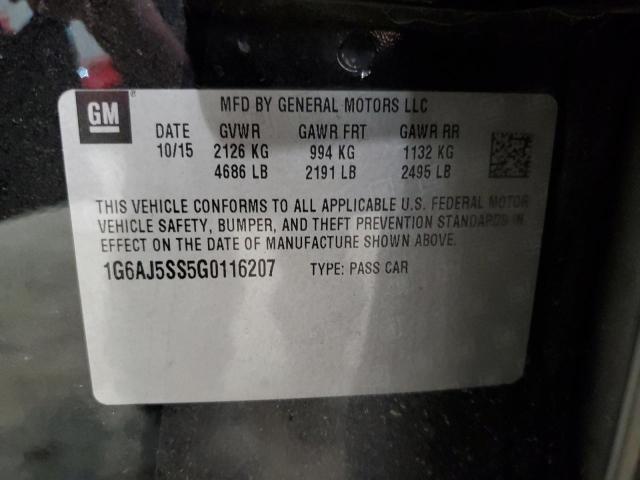 GM ®
MFD BY GENERAL MOTORS LLC
DATE GVWR GAWR FRT GAWR RR
10/15 2126 KG 994 KG 1132 KG
4686 LB 2191 LB 2495 LB
THIS VEHICLE CONFORMS TO ALL APPLICABLE U.S. FEDERAL MOTOR
VEHICLE SAFETY, BUMPER, AND THEFT PREVENTION STANDARDS IN
EFFECT ON THE DATE OF MANUFACTURE SHOWN ABOVE.
1G6AJ5SS5G0116207 TYPE: PASS CAR